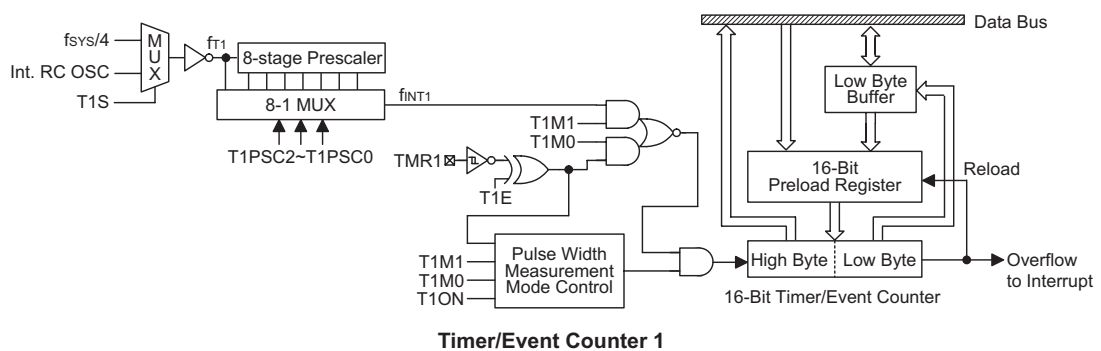 Data Bus
fSYS/4
Int. RC OSC
T1S
MUX
fT1
8-stage Prescaler
8-1 MUX
T1PSC2~T1PSC0
fINT1
T1M1
T1M0
TMR1
T1E
T1M1
T1M0
T1ON
Pulse Width
Measurement
Mode Control
Low Byte
Buffer
16-Bit
Preload Register
Reload
High Byte
Low Byte
16-Bit Timer/Event Counter
Overflow
to Interrupt
Timer/Event Counter 1